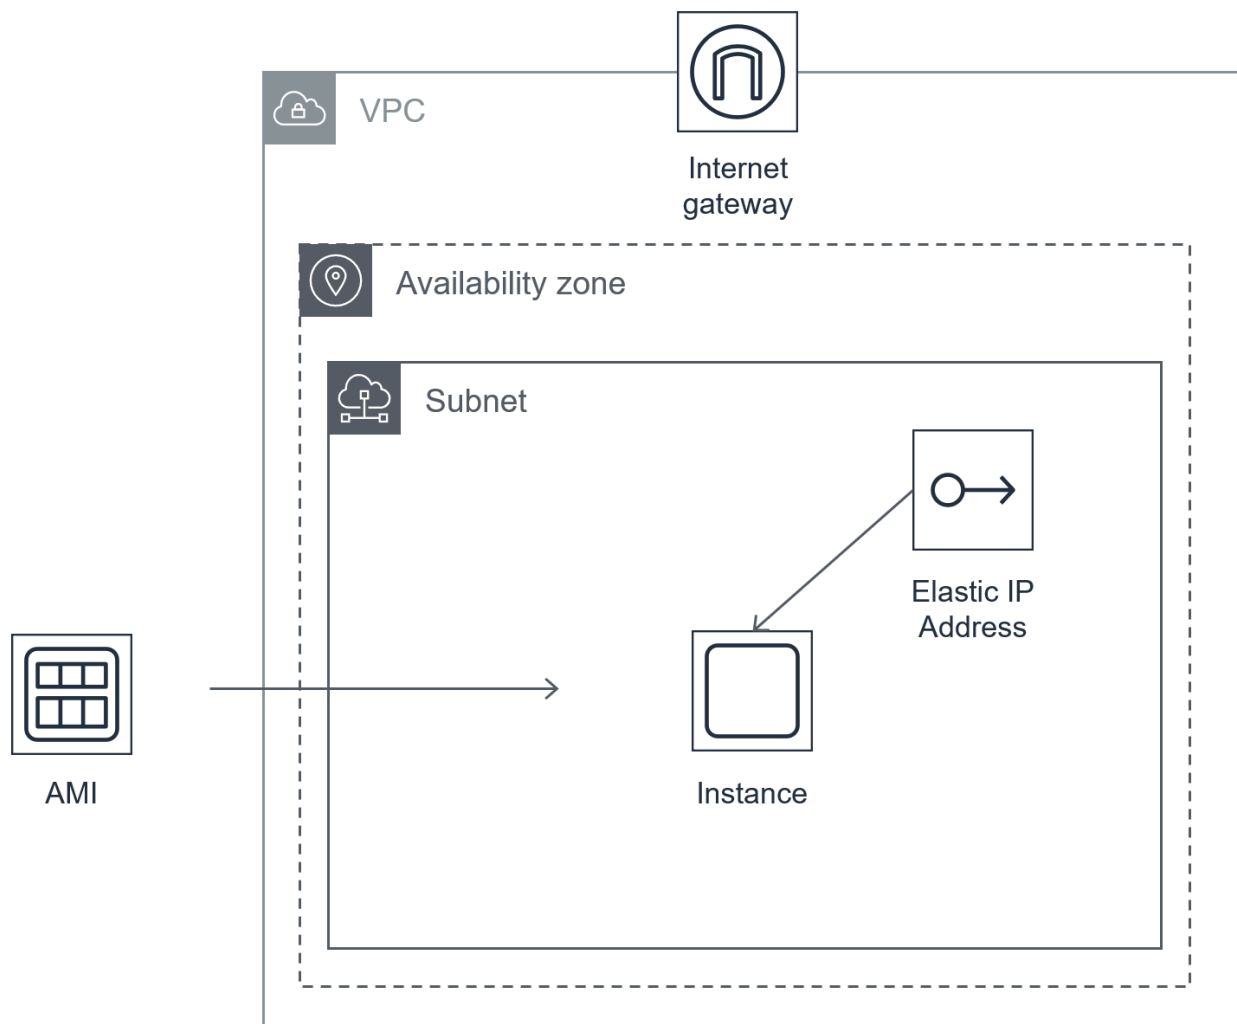 VPC
Internet
gateway
Availability zone
Subnet
Elastic IP
Address
AMI
Instance